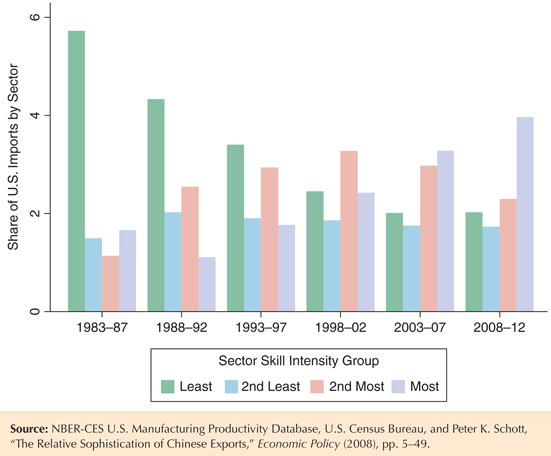 Share of U.S. Imports by Sector
6
4
2
0
1983–87 1988–92 1993–97 1998–02 2003–07 2008–12
Sector Skill Intensity Group
Least 2nd Least 2nd Most Most
Source: NBER-CES U.S. Manufacturing Productivity Database, U.S. Census Bureau, and Peter K. Schott,
“The Relative Sophistication of Chinese Exports,” Economic Policy (2008), pp. 5–49.